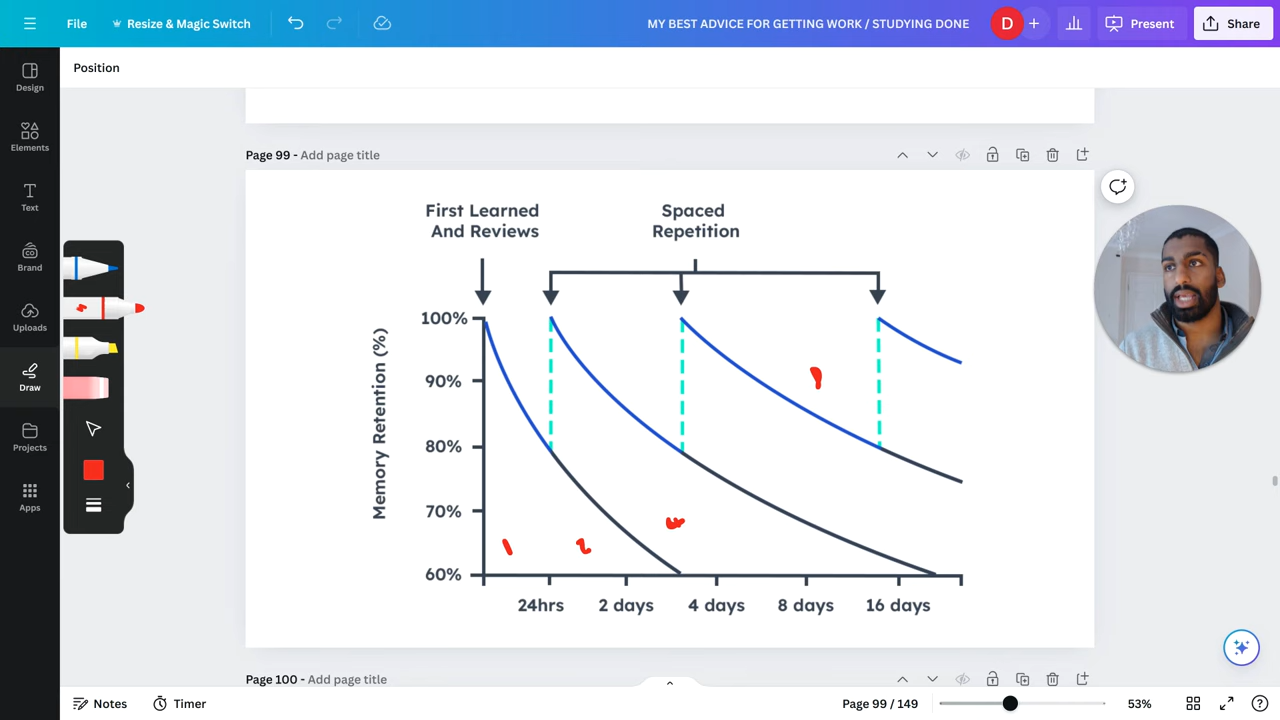 File
Resize & Magic Switch
MY BEST ADVICE FOR GETTING WORK / STUDYING DONE
D
Present
Share
Position
Design
Elements
Text
Brand
Uploads
Draw
Projects
Apps
Page 99 - Add page title
First Learned
And Reviews
Spaced
Repetition
Memory Retention (%)
100%
90%
80%
70%
60%
24hrs
2 days
4 days
8 days
16 days
1
2
Page 100 - Add page title
Notes
Timer
Page 99 / 149
53%